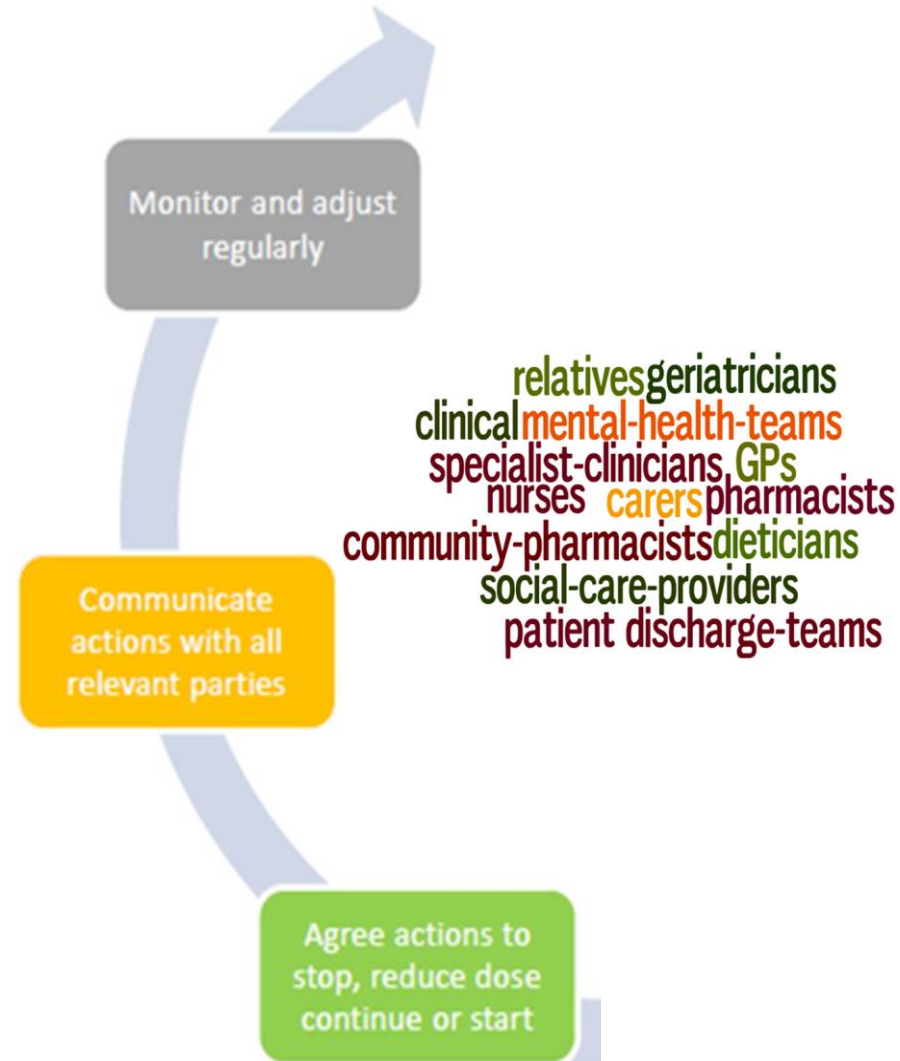 Monitor and adjust
regularly
relatives geriatricians
clinical mental-health-teams
specialist-clinicians GPs
nurses carers pharmacists
community-pharmacists dieticians
social-care-providers
patient discharge-teams
Communicate
actions with all
relevant parties
Agree actions to
stop, reduce dose
continue or start